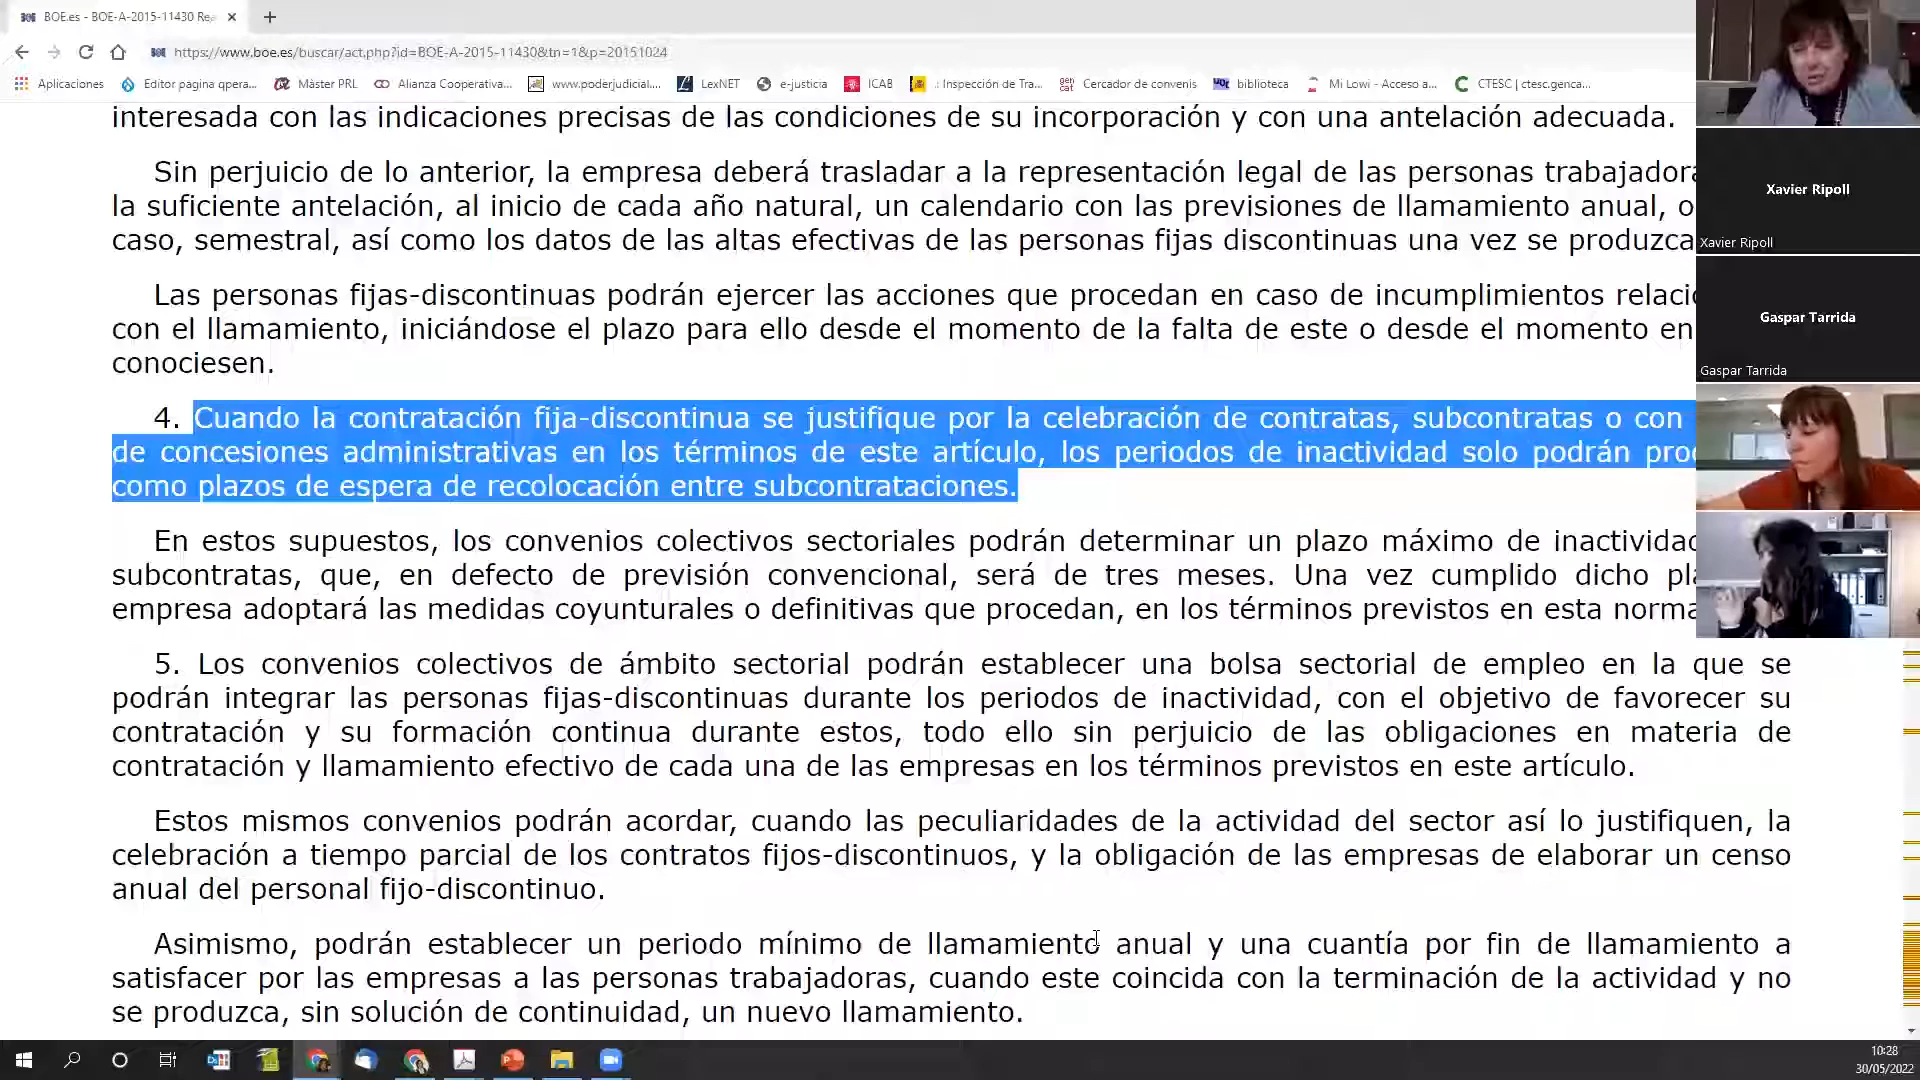 BOE.es - BOE-A-2015-11430 Rea
https://www.boe.es/buscar/act.php?id=BOE-A-2015-11430&tn=1&p=20151024
Aplicaciones Editor pagina qpera... Màster PRL Alianza Cooperativa... www.poderjudicial.... LexNET e-justícia ICAB .: Inspección de Tra... gen cat Cercador de convenis UOC biblioteca Mi Lowi - Acceso a... CTESC | ctesc.genca...
interesada con las indicaciones precisas de las condiciones de su incorporación y con una antelación adecuada.
Sin perjuicio de lo anterior, la empresa deberá trasladar a la representación legal de las personas trabajadora
la suficiente antelación, al inicio de cada año natural, un calendario con las previsiones de llamamiento anual, o
caso, semestral, así como los datos de las altas efectivas de las personas fijas discontinuas una vez se produzca
Las personas fijas-discontinuas podrán ejercer las acciones que procedan en caso de incumplimientos relaci
con el llamamiento, iniciándose el plazo para ello desde el momento de la falta de este o desde el momento en
conociesen.
4. Cuando la contratación fija-discontinua se justifique por la celebración de contratas, subcontratas o con
de concesiones administrativas en los términos de este artículo, los periodos de inactividad solo podrán pro
como plazos de espera de recolocación entre subcontrataciones.
En estos supuestos, los convenios colectivos sectoriales podrán determinar un plazo máximo de inactividad
subcontratas, que, en defecto de previsión convencional, será de tres meses. Una vez cumplido dicho pla
empresa adoptará las medidas coyunturales o definitivas que procedan, en los términos previstos en esta norma
5. Los convenios colectivos de ámbito sectorial podrán establecer una bolsa sectorial de empleo en la que se
podrán integrar las personas fijas-discontinuas durante los periodos de inactividad, con el objetivo de favorecer su
contratación y su formación continua durante estos, todo ello sin perjuicio de las obligaciones en materia de
contratación y llamamiento efectivo de cada una de las empresas en los términos previstos en este artículo.
Estos mismos convenios podrán acordar, cuando las peculiaridades de la actividad del sector así lo justifiquen, la
celebración a tiempo parcial de los contratos fijos-discontinuos, y la obligación de las empresas de elaborar un censo
anual del personal fijo-discontinuo.
Asimismo, podrán establecer un periodo mínimo de llamamiento anual y una cuantía por fin de llamamiento a
satisfacer por las empresas a las personas trabajadoras, cuando este coincida con la terminación de la actividad y no
se produzca, sin solución de continuidad, un nuevo llamamiento.
Xavier Ripoll
Xavier Ripoll
Gaspar Tarrida
Gaspar Tarrida
10:28
30/05/2022